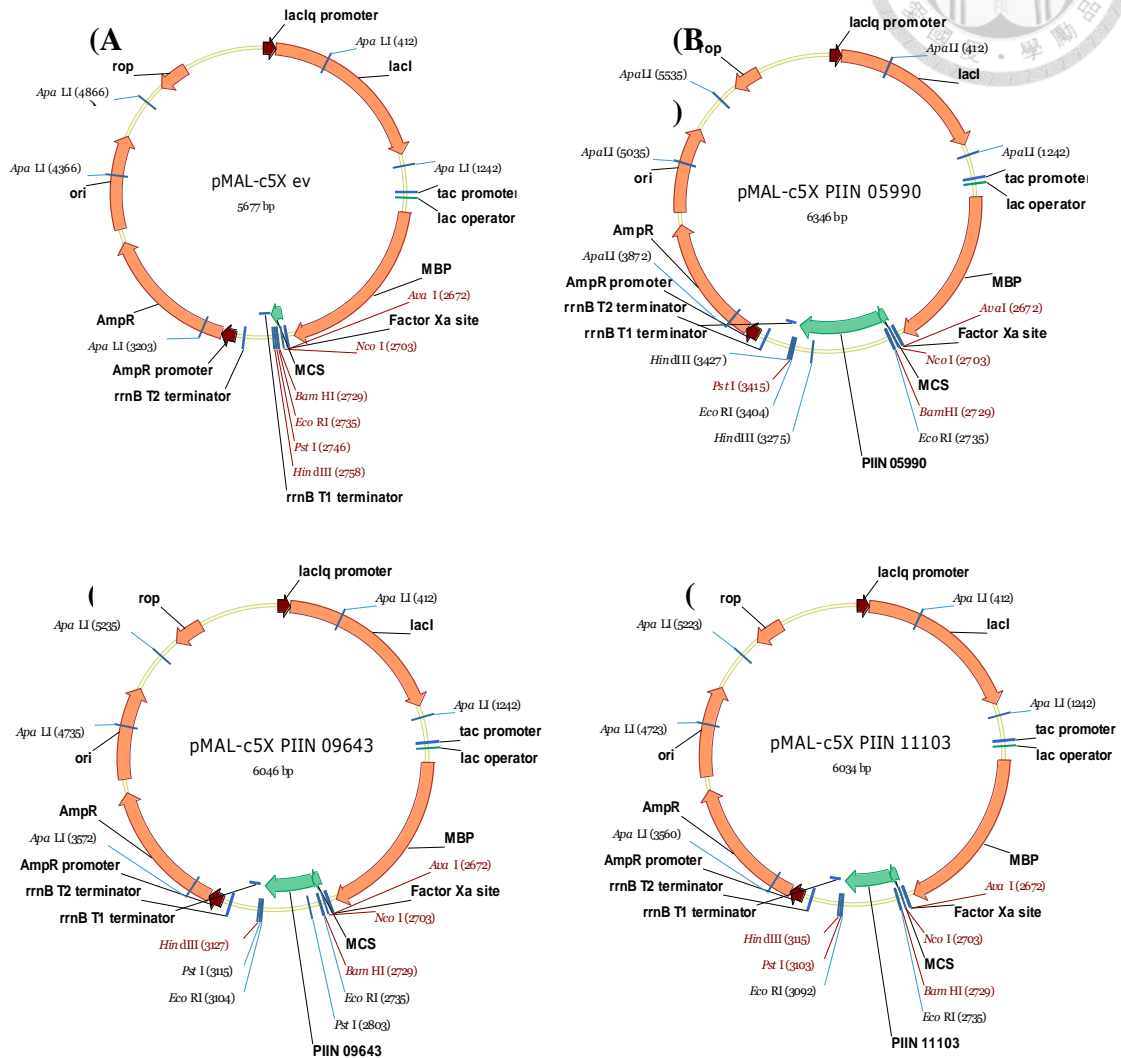 (A
lacIq promoter
Apa LI (412)
lacI
rop
Apa LI (4866)
Apa LI (4366)
ori
Apa LI (1242)
tac promoter
lac operator
pMAL-c5X ev
5677 bp
MBP
Ava I (2672)
Factor Xa site
Nco I (2703)
AmpR
Apa LI (3203)
AmpR promoter
rrnB T2 terminator
MCS
Bam HI (2729)
Eco RI (2735)
Pst I (2746)
Hin dIII (2758)
rrnB T1 terminator
(B
)
lacIq promoter
ApaLI (412)
lacI
rop
ApaLI (5535)
ApaLI (5035)
ori
ApaLI (1242)
tac promoter
lac operator
pMAL-c5X PIIN 05990
6346 bp
AmpR
ApaLI (3872)
AmpR promoter
rrnB T2 terminator
rrnB T1 terminator
MBP
AvaI (2672)
Factor Xa site
NcoI (2703)
MCS
BamHI (2729)
EcoRI (2735)
HindIII (3427)
PstI (3415)
EcoRI (3404)
HindIII (3275)
PIIN 05990
(
lacIq promoter
Apa LI (412)
lacI
rop
Apa LI (5235)
Apa LI (4735)
ori
Apa LI (1242)
tac promoter
lac operator
pMAL-c5X PIIN 09643
6046 bp
AmpR
Apa LI (3572)
AmpR promoter
rrnB T2 terminator
rrnB T1 terminator
MBP
Ava I (2672)
Factor Xa site
Nco I (2703)
MCS
Bam HI (2729)
Eco RI (2735)
Pst I (2803)
Hin dIII (3127)
Pst I (3115)
Eco RI (3104)
PIIN 09643
(
lacIq promoter
Apa LI (412)
lacI
rop
Apa LI (5223)
Apa LI (4723)
ori
Apa LI (1242)
tac promoter
lac operator
pMAL-c5X PIIN 11103
6034 bp
AmpR
Apa LI (3560)
AmpR promoter
rrnB T2 terminator
rrnB T1 terminator
MBP
Ava I (2672)
Factor Xa site
Nco I (2703)
MCS
Bam HI (2729)
Eco RI (2735)
Hin dIII (3115)
Pst I (3103)
Eco RI (3092)
PIIN 11103
國愛·學勵品